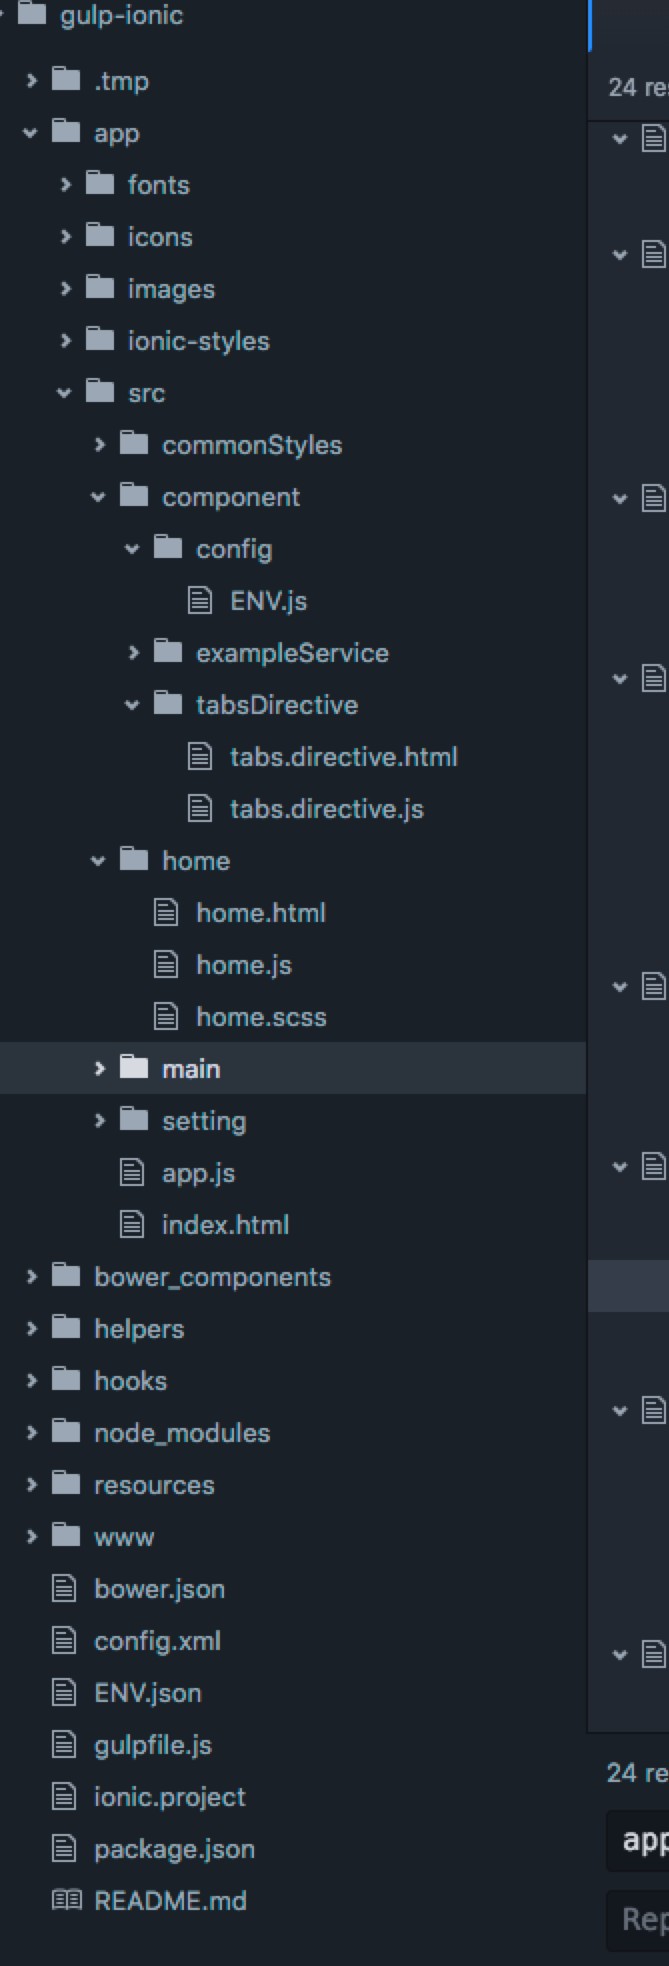 gulp-ionic
.tmp
24 res
app
fonts
icons
images
ionic-styles
src
commonStyles
component
config
ENV.js
exampleService
tabsDirective
tabs.directive.html
tabs.directive.js
home
home.html
home.js
home.scss
main
setting
app.js
index.html
bower_components
helpers
hooks
node_modules
resources
www
bower.json
config.xml
ENV.json
gulpfile.js
24 re
ionic.project
app
package.json
README.md
Rep